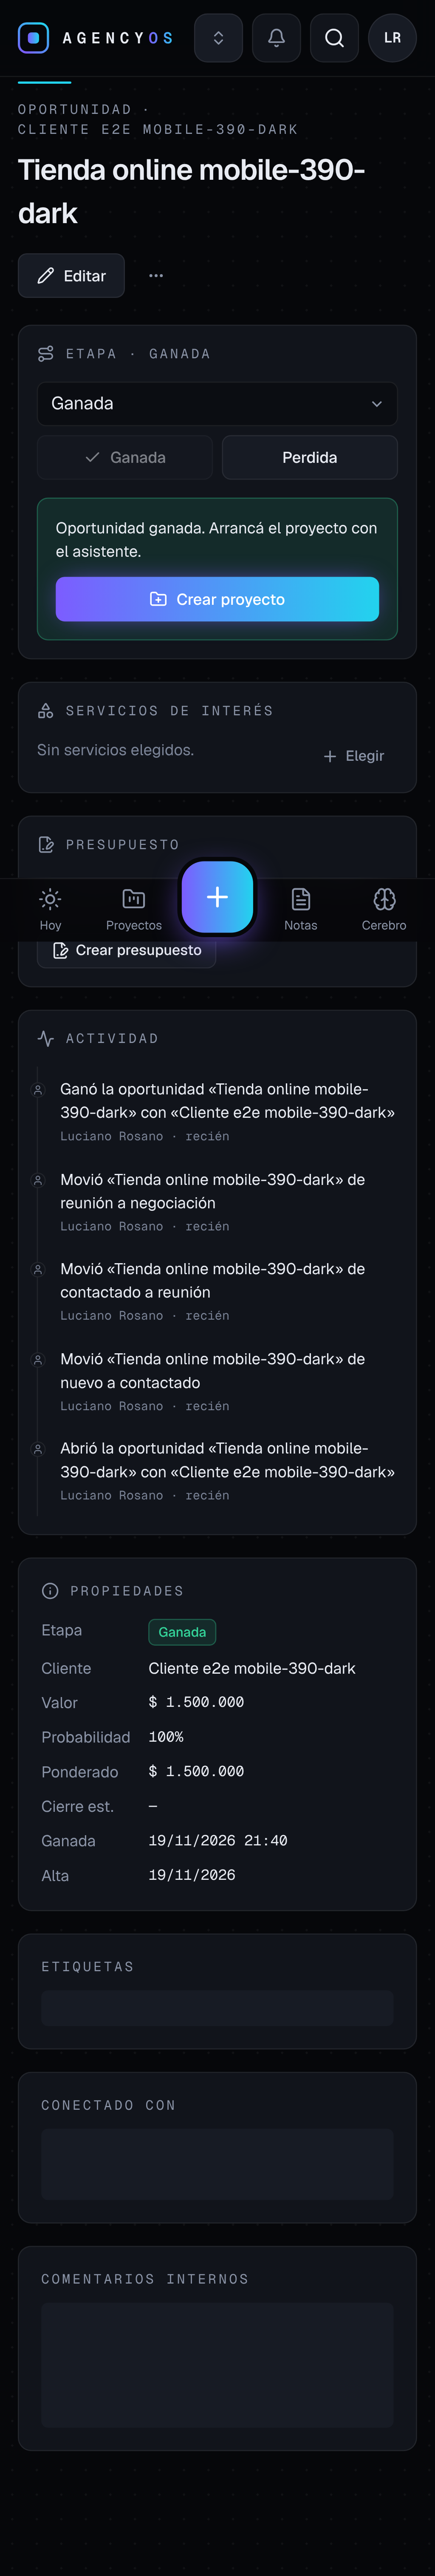 AGENCYOS
LR
OPORTUNIDAD ·
CLIENTE E2E MOBILE-390-DARK
Tienda online mobile-390-
dark
Editar
ETAPA · GANADA
Ganada
Ganada
Perdida
Oportunidad ganada. Arrancá el proyecto con
el asistente.
Crear proyecto
SERVICIOS DE INTERÉS
Sin servicios elegidos.
Elegir
PRESUPUESTO
Hoy
Proyectos
Notas
Cerebro
Crear presupuesto
ACTIVIDAD
Ganó la oportunidad «Tienda online mobile-
390-dark» con «Cliente e2e mobile-390-dark»
Luciano Rosano · recién
Movió «Tienda online mobile-390-dark» de
reunión a negociación
Luciano Rosano · recién
Movió «Tienda online mobile-390-dark» de
contactado a reunión
Luciano Rosano · recién
Movió «Tienda online mobile-390-dark» de
nuevo a contactado
Luciano Rosano · recién
Abrió la oportunidad «Tienda online mobile-
390-dark» con «Cliente e2e mobile-390-dark»
Luciano Rosano · recién
PROPIEDADES
Etapa Ganada
Cliente Cliente e2e mobile-390-dark
Valor $ 1.500.000
Probabilidad 100%
Ponderado $ 1.500.000
Cierre est. —
Ganada 19/11/2026 21:40
Alta 19/11/2026
ETIQUETAS
CONECTADO CON
COMENTARIOS INTERNOS